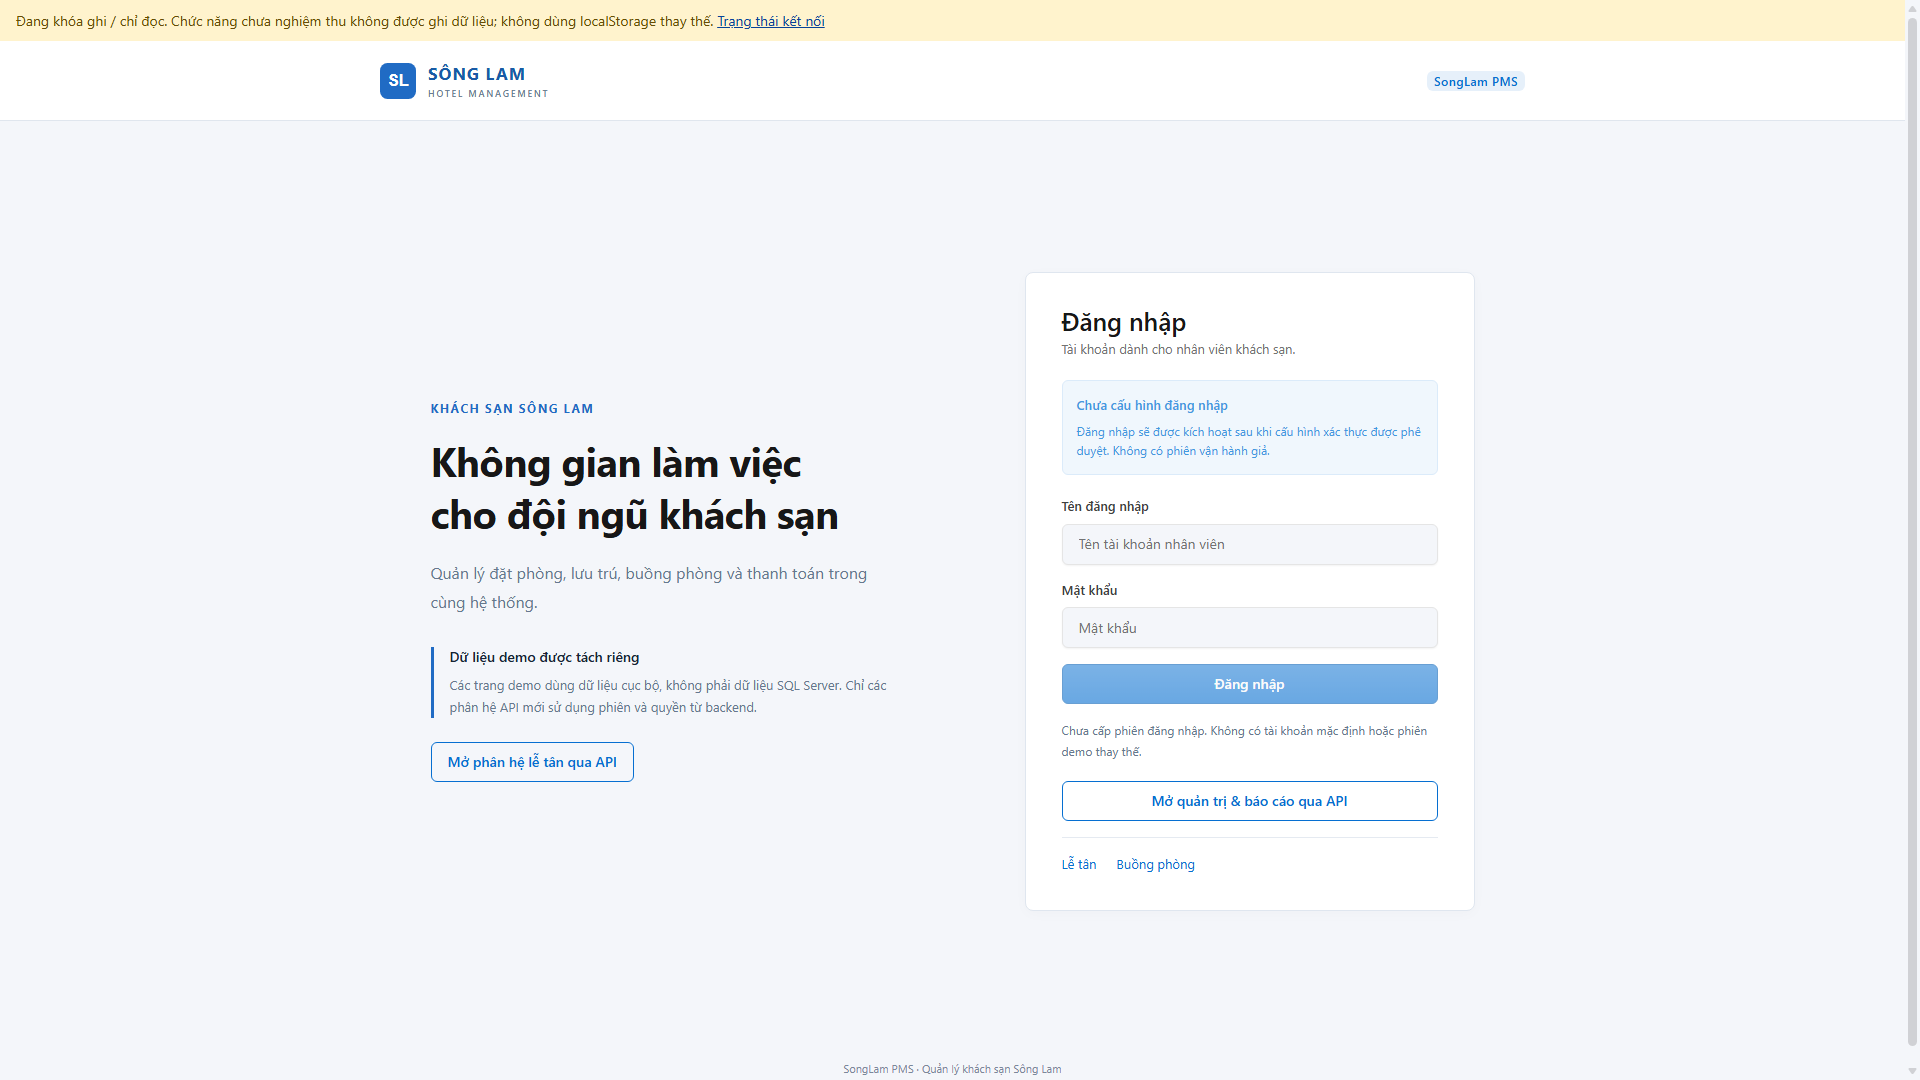 Đang khóa ghi / chỉ đọc. Chức năng chưa nghiệm thu không được ghi dữ liệu; không dùng localStorage thay thế. Trạng thái kết nối
SL
SÔNG LAM
HOTEL MANAGEMENT
SongLam PMS
KHÁCH SẠN SÔNG LAM
Không gian làm việc
cho đội ngũ khách sạn
Quản lý đặt phòng, lưu trú, buồng phòng và thanh toán trong
cùng hệ thống.
Dữ liệu demo được tách riêng
Các trang demo dùng dữ liệu cục bộ, không phải dữ liệu SQL Server. Chỉ các
phân hệ API mới sử dụng phiên và quyền từ backend.
Mở phân hệ lễ tân qua API
Đăng nhập
Tài khoản dành cho nhân viên khách sạn.
Chưa cấu hình đăng nhập
Đăng nhập sẽ được kích hoạt sau khi cấu hình xác thực được phê
duyệt. Không có phiên vận hành giả.
Tên đăng nhập
Tên tài khoản nhân viên
Mật khẩu
Mật khẩu
Đăng nhập
Chưa cấp phiên đăng nhập. Không có tài khoản mặc định hoặc phiên
demo thay thế.
Mở quản trị & báo cáo qua API
Lễ tân Buồng phòng
SongLam PMS · Quản lý khách sạn Sông Lam